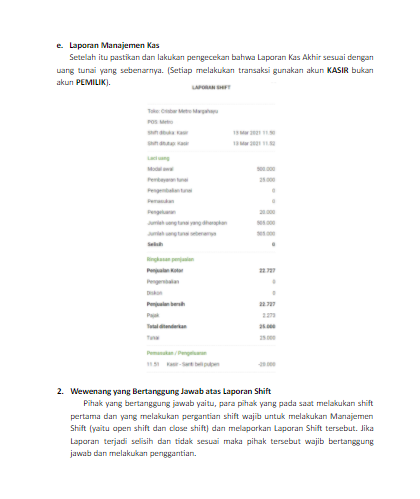 e. Laporan Manajemen Kas
Setelah itu pastikan dan lakukan pengecekan bahwa Laporan Kas Akhir sesuai dengan
uang tunai yang sebenarnya. (Setiap melakukan transaksi gunakan akun KASIR bukan
akun PEMILIK).
LAPORAN SHIFT
Toko: Crisbar Metro Margahayu
POS: Metro
Shift dibuka: Kasir 13 Mar 2021 11.50
Shift ditutup: Kasir 13 Mar 2021 11.52
Laci uang
Modal awal 560.000
Pembayaran tunai 25.000
Pengembalian tunai 0
Pemasukan 0
Pengeluaran 20.000
Jumlah uang tunai yang diharapkan 565.000
Jumlah uang tunai sebenarnya 565.000
Selisih 0
Ringkasan penjualan
Penjualan Kotor 22.727
Pengembalian 0
Diskon 0
Penjualan bersih 22.727
Pajak 2.273
Total ditenderkan 25.000
Tunai 25.000
Pemasukan / Pengeluaran
11.51 Kasir - Santi beli pulpen -20.000
2. Wewenang yang Bertanggung Jawab atas Laporan Shift
Pihak yang bertanggung jawab yaitu, para pihak yang pada saat melakukan shift
pertama dan yang melakukan pergantian shift wajib untuk melakukan Manajemen
Shift (yaitu open shift dan close shift) dan melaporkan Laporan Shift tersebut. Jika
Laporan terjadi selisih dan tidak sesuai maka pihak tersebut wajib bertanggung
jawab dan melakukan penggantian.